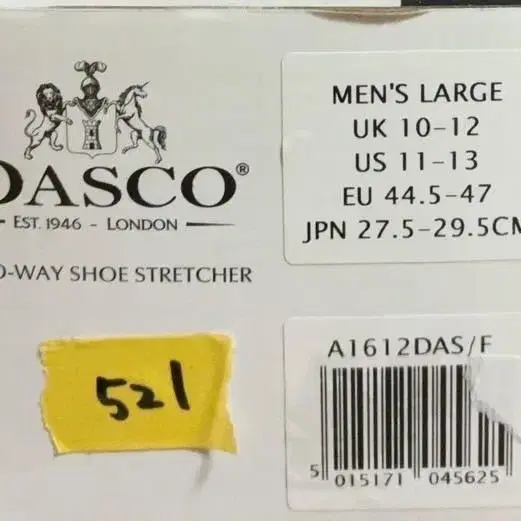 DASCO®
EST. 1946 - LONDON
O-WAY SHOE STRETCHER
MEN'S LARGE
UK 10-12
US 11-13
EU 44.5-47
JPN 27.5-29.5CM
521
A1612DAS/F
5 015171 045625